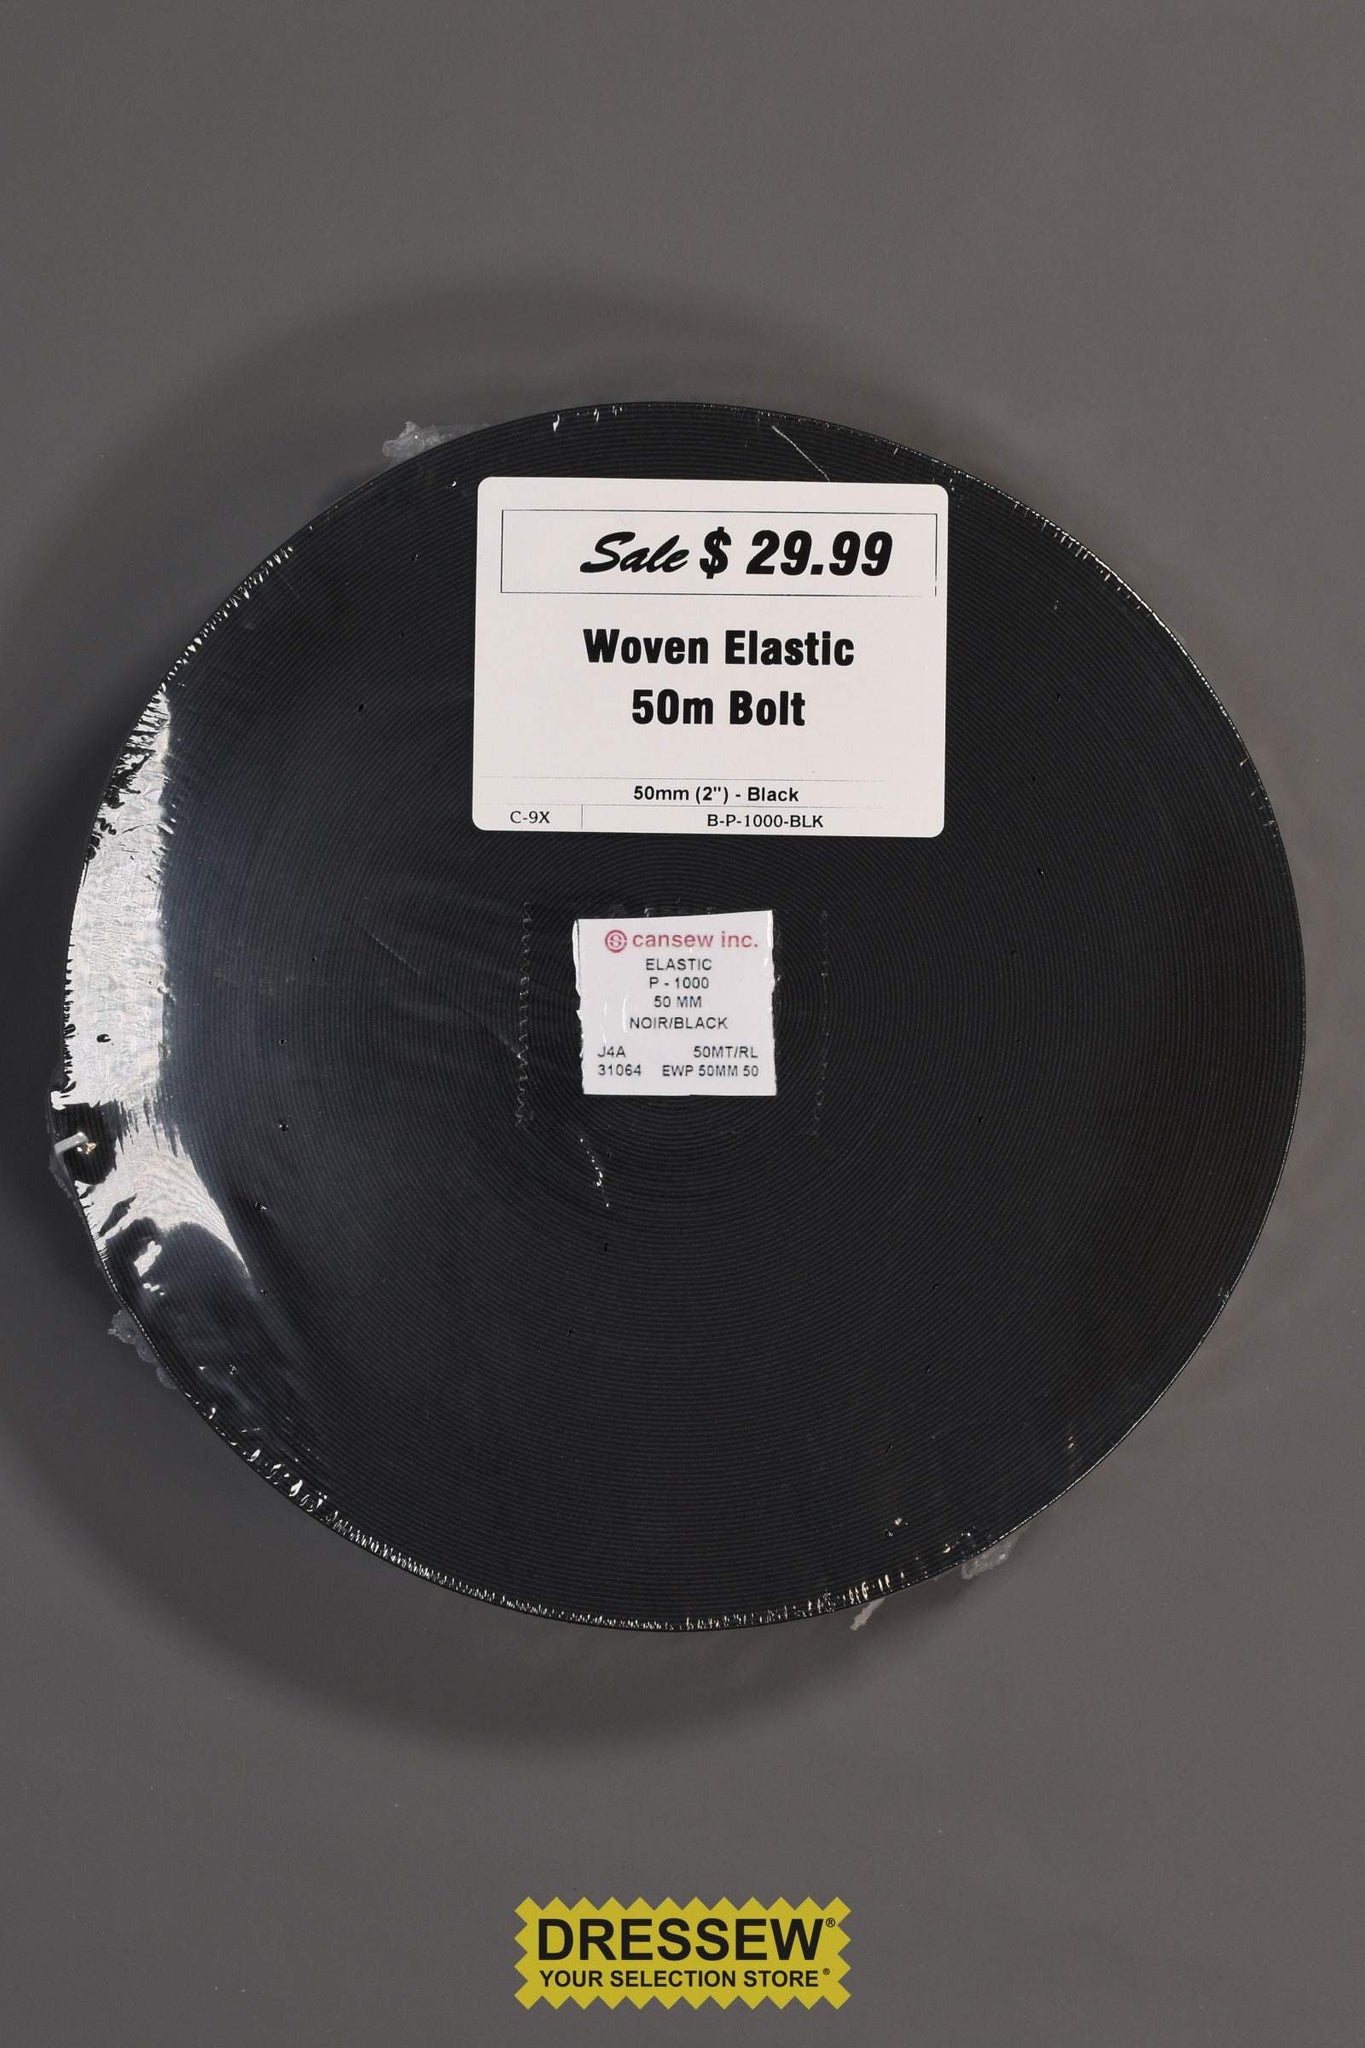 Sale $ 29.99
Woven Elastic
50m Bolt
50mm (2") - Black
C-9X B-P-1000-BLK
cansew inc.
ELASTIC
P - 1000
50 MM
NOIR/BLACK
J4A 50MT/RL
31064 EWP 50MM 50
DRESSEW®
YOUR SELECTION STORE®